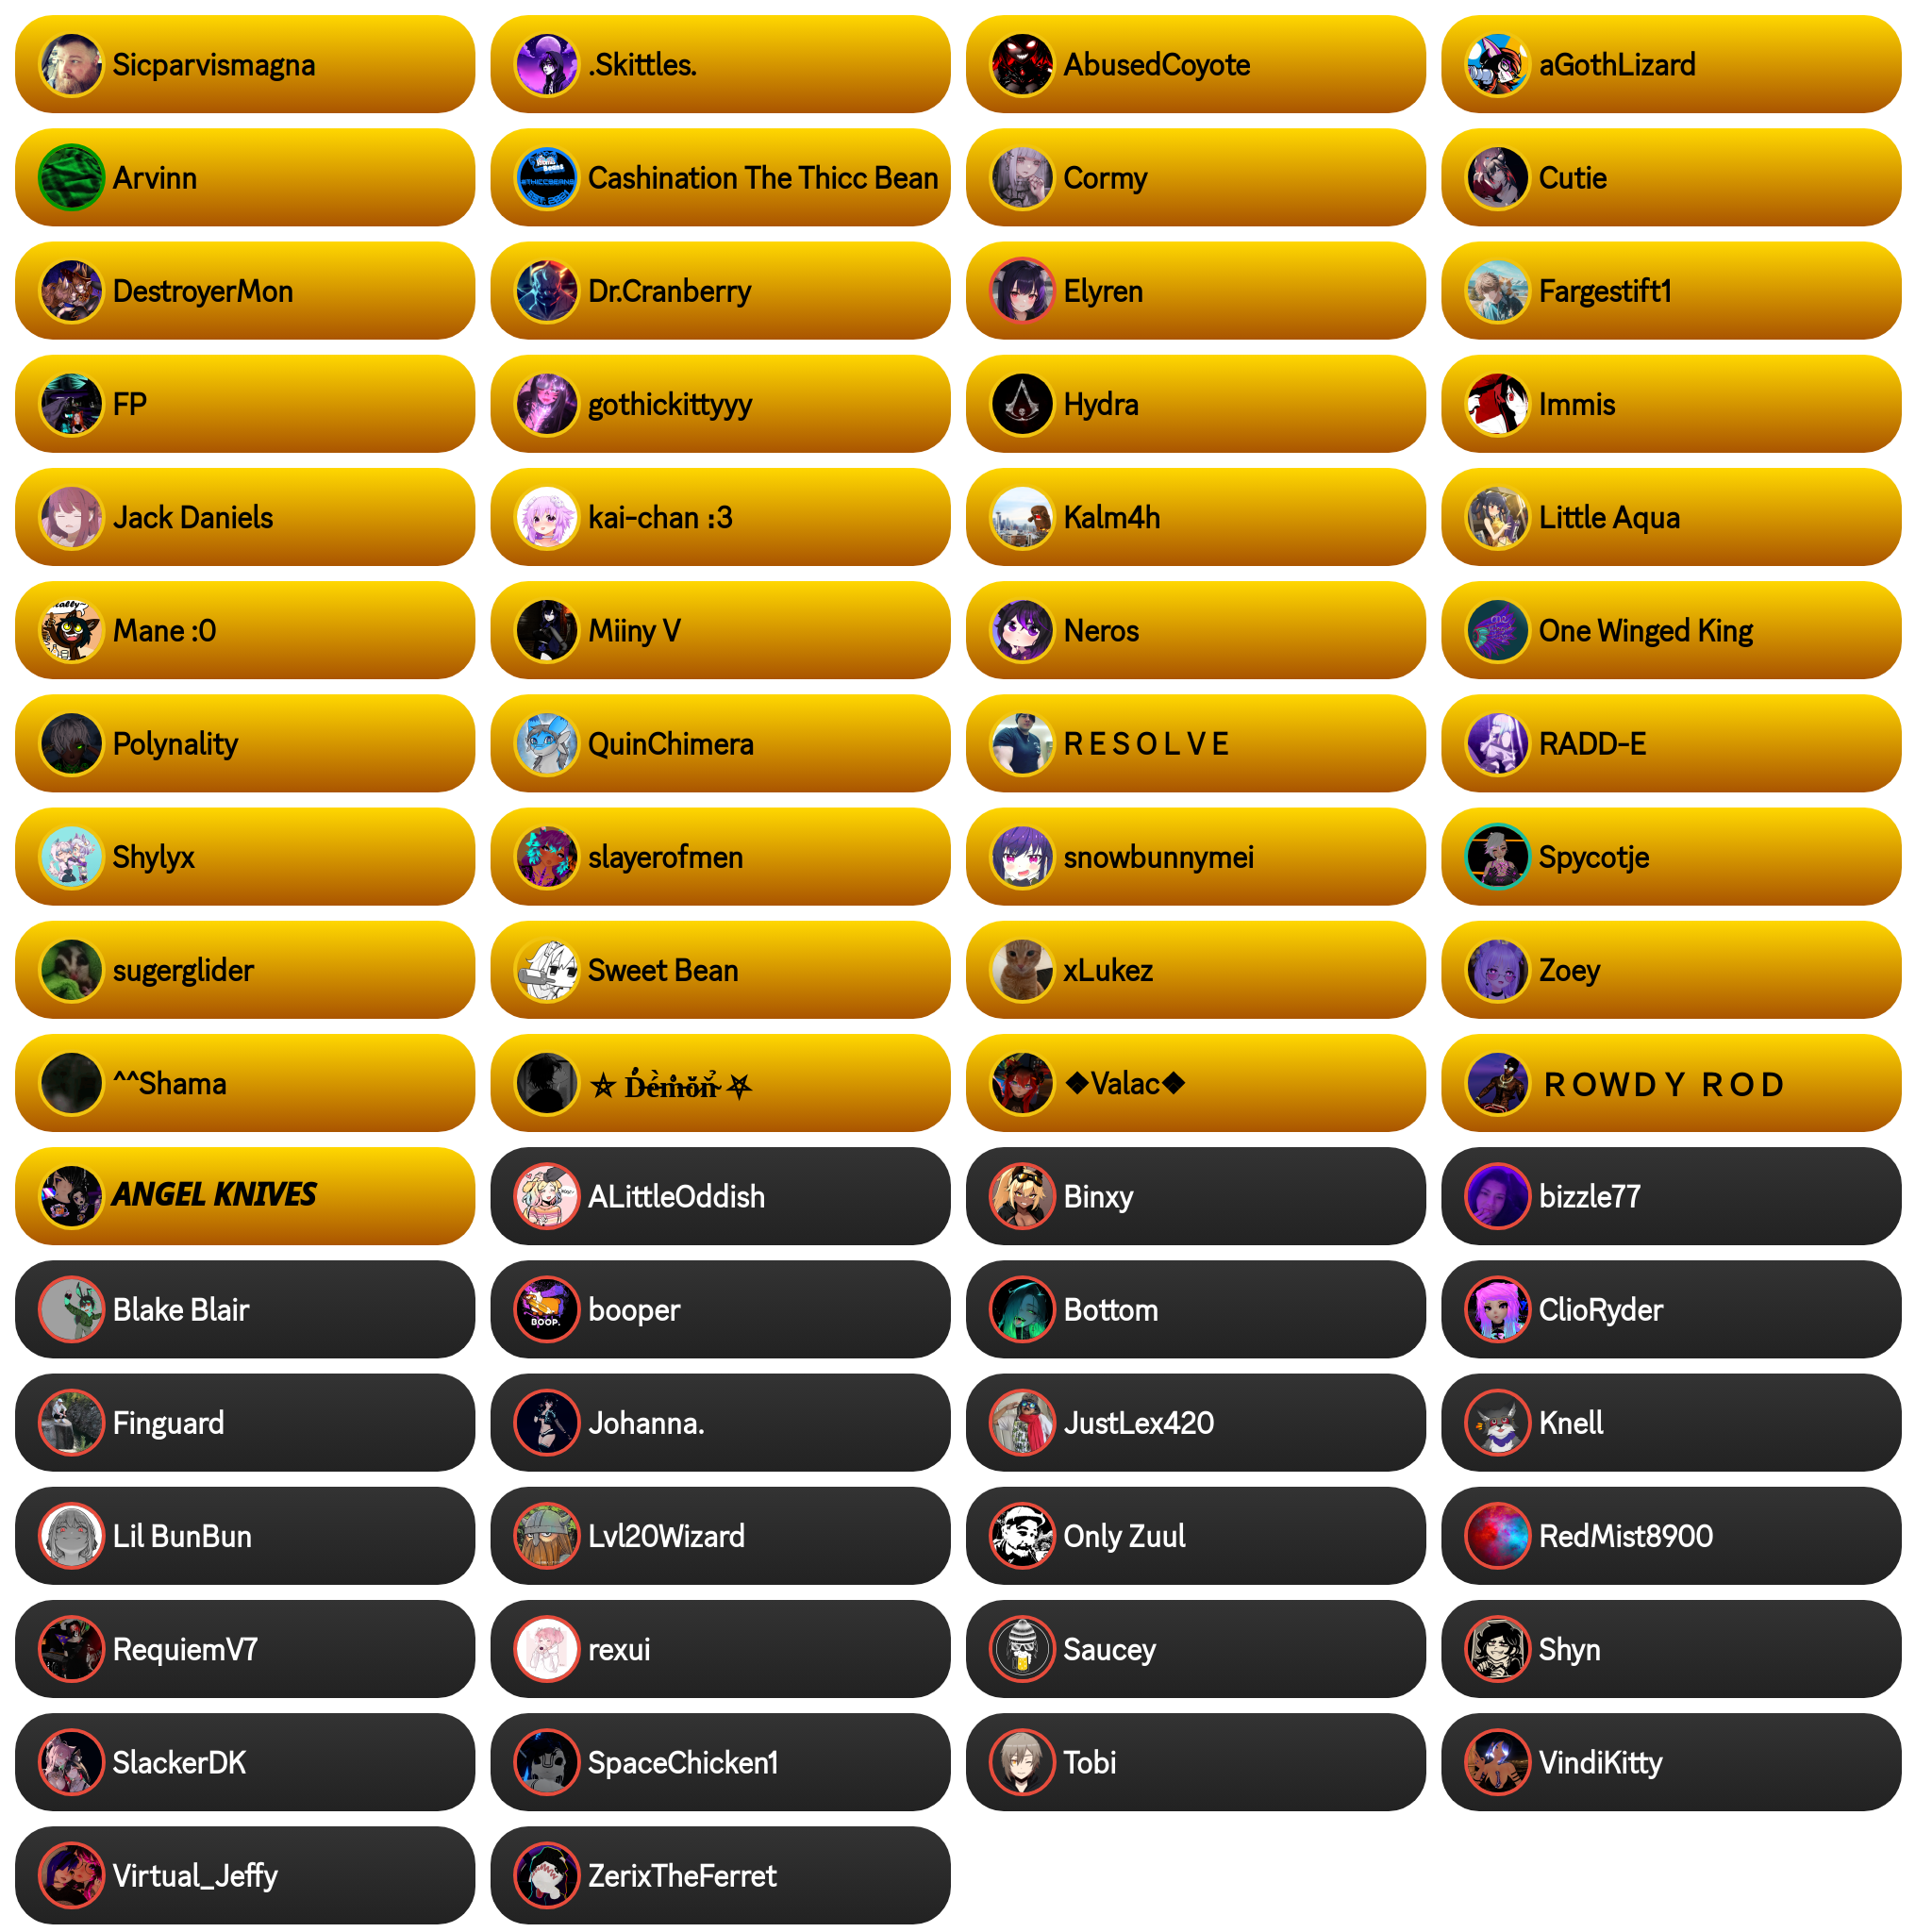 Sicparvismagna
.Skittles.
AbusedCoyote
aGothLizard
Arvinn
Cashination The Thicc Bean
Cormy
Cutie
DestroyerMon
Dr.Cranberry
Elyren
Fargestift1
FP
gothickittyyy
Hydra
Immis
Jack Daniels
kai-chan :3
Kalm4h
Little Aqua
Mane :0
Miiny V
Neros
One Winged King
Polynality
QuinChimera
R E S O L V E
RADD-E
Shylyx
slayerofmen
snowbunnymei
Spycotje
sugerglider
Sweet Bean
xLukez
Zoey
^^Shama
⛤ D̴è̴m̴o̴n̴ ⛧
❖Valac❖
ＲＯＷＤＹ ＲＯＤ
ANGEL KNIVES
ALittleOddish
Binxy
bizzle77
Blake Blair
booper
BOOP.
Bottom
ClioRyder
Finguard
Johanna.
JustLex420
Knell
Lil BunBun
Lvl20Wizard
Only Zuul
RedMist8900
RequiemV7
rexui
Saucey
Shyn
SlackerDK
SpaceChicken1
Tobi
VindiKitty
Virtual_Jeffy
ZerixTheFerret